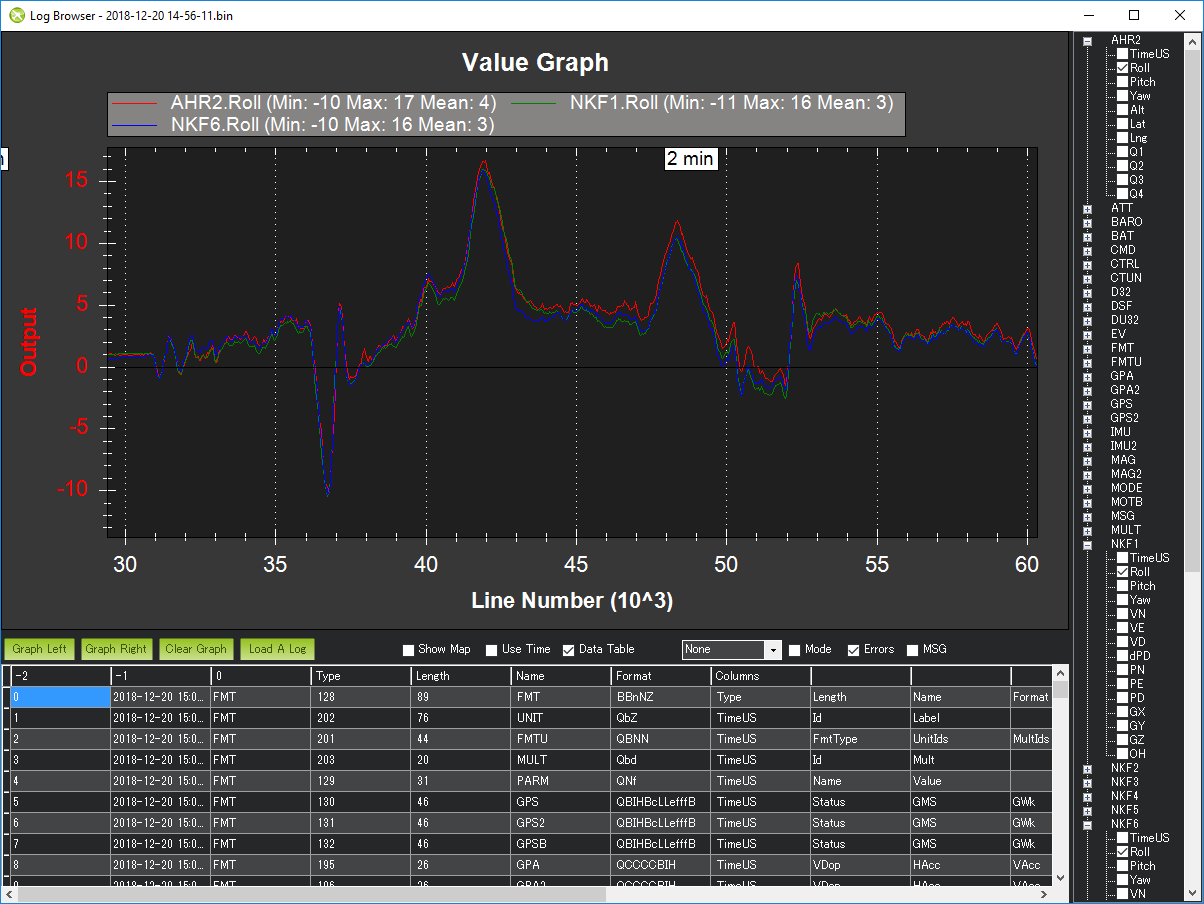 Log Browser - 2018-12-20 14-56-11.bin
Value Graph
AHR2.Roll (Min: -10 Max: 17 Mean: 4) NKF1.Roll (Min: -11 Max: 16 Mean: 3)
NKF6.Roll (Min: -10 Max: 16 Mean: 3)
2 min
Output
15
10
5
0
-5
-10
30 35 40 45 50 55 60
Line Number (10^3)
Graph Left Graph Right Clear Graph Load A Log Show Map Use Time Data Table None Mode Errors MSG
-2 -1 0 Type Length Name Format Columns
0 2018-12-20 15:0... FMT 128 89 FMT BBnNZ Type Length Name Format
1 2018-12-20 15:0... FMT 202 76 UNIT QbZ TimeUS Id Label
2 2018-12-20 15:0... FMT 201 44 FMTU QBNN TimeUS FmtType UnitIds MultIds
3 2018-12-20 15:0... FMT 203 20 MULT Qbd TimeUS Id Mult
4 2018-12-20 15:0... FMT 129 31 PARM QNf TimeUS Name Value
5 2018-12-20 15:0... FMT 130 46 GPS QBIHBcLLefffB TimeUS Status GMS GWk
6 2018-12-20 15:0... FMT 131 46 GPS2 QBIHBcLLefffB TimeUS Status GMS GWk
7 2018-12-20 15:0... FMT 132 46 GPSB QBIHBcLLefffB TimeUS Status GMS GWk
8 2018-12-20 15:0... FMT 195 26 GPA QCCCCBIH TimeUS VDop HAcc VAcc
2018-12-20 15:0... FMT 196 26 GPA2 QCCCCBIH TimeUS VDop HAcc VAcc
AHR2
TimeUS
Roll
Pitch
Yaw
Alt
Lat
Lng
Q1
Q2
Q3
Q4
ATT
BARO
BAT
CMD
CTRL
CTUN
D32
DSF
DU32
EV
FMT
FMTU
GPA
GPA2
GPS
GPS2
IMU
IMU2
MAG
MAG2
MODE
MOTB
MSG
MULT
NKF1
TimeUS
Roll
Pitch
Yaw
VN
VE
VD
dPD
PN
PE
PD
GX
GY
GZ
OH
NKF2
NKF3
NKF4
NKF5
NKF6
TimeUS
Roll
Pitch
Yaw
VN